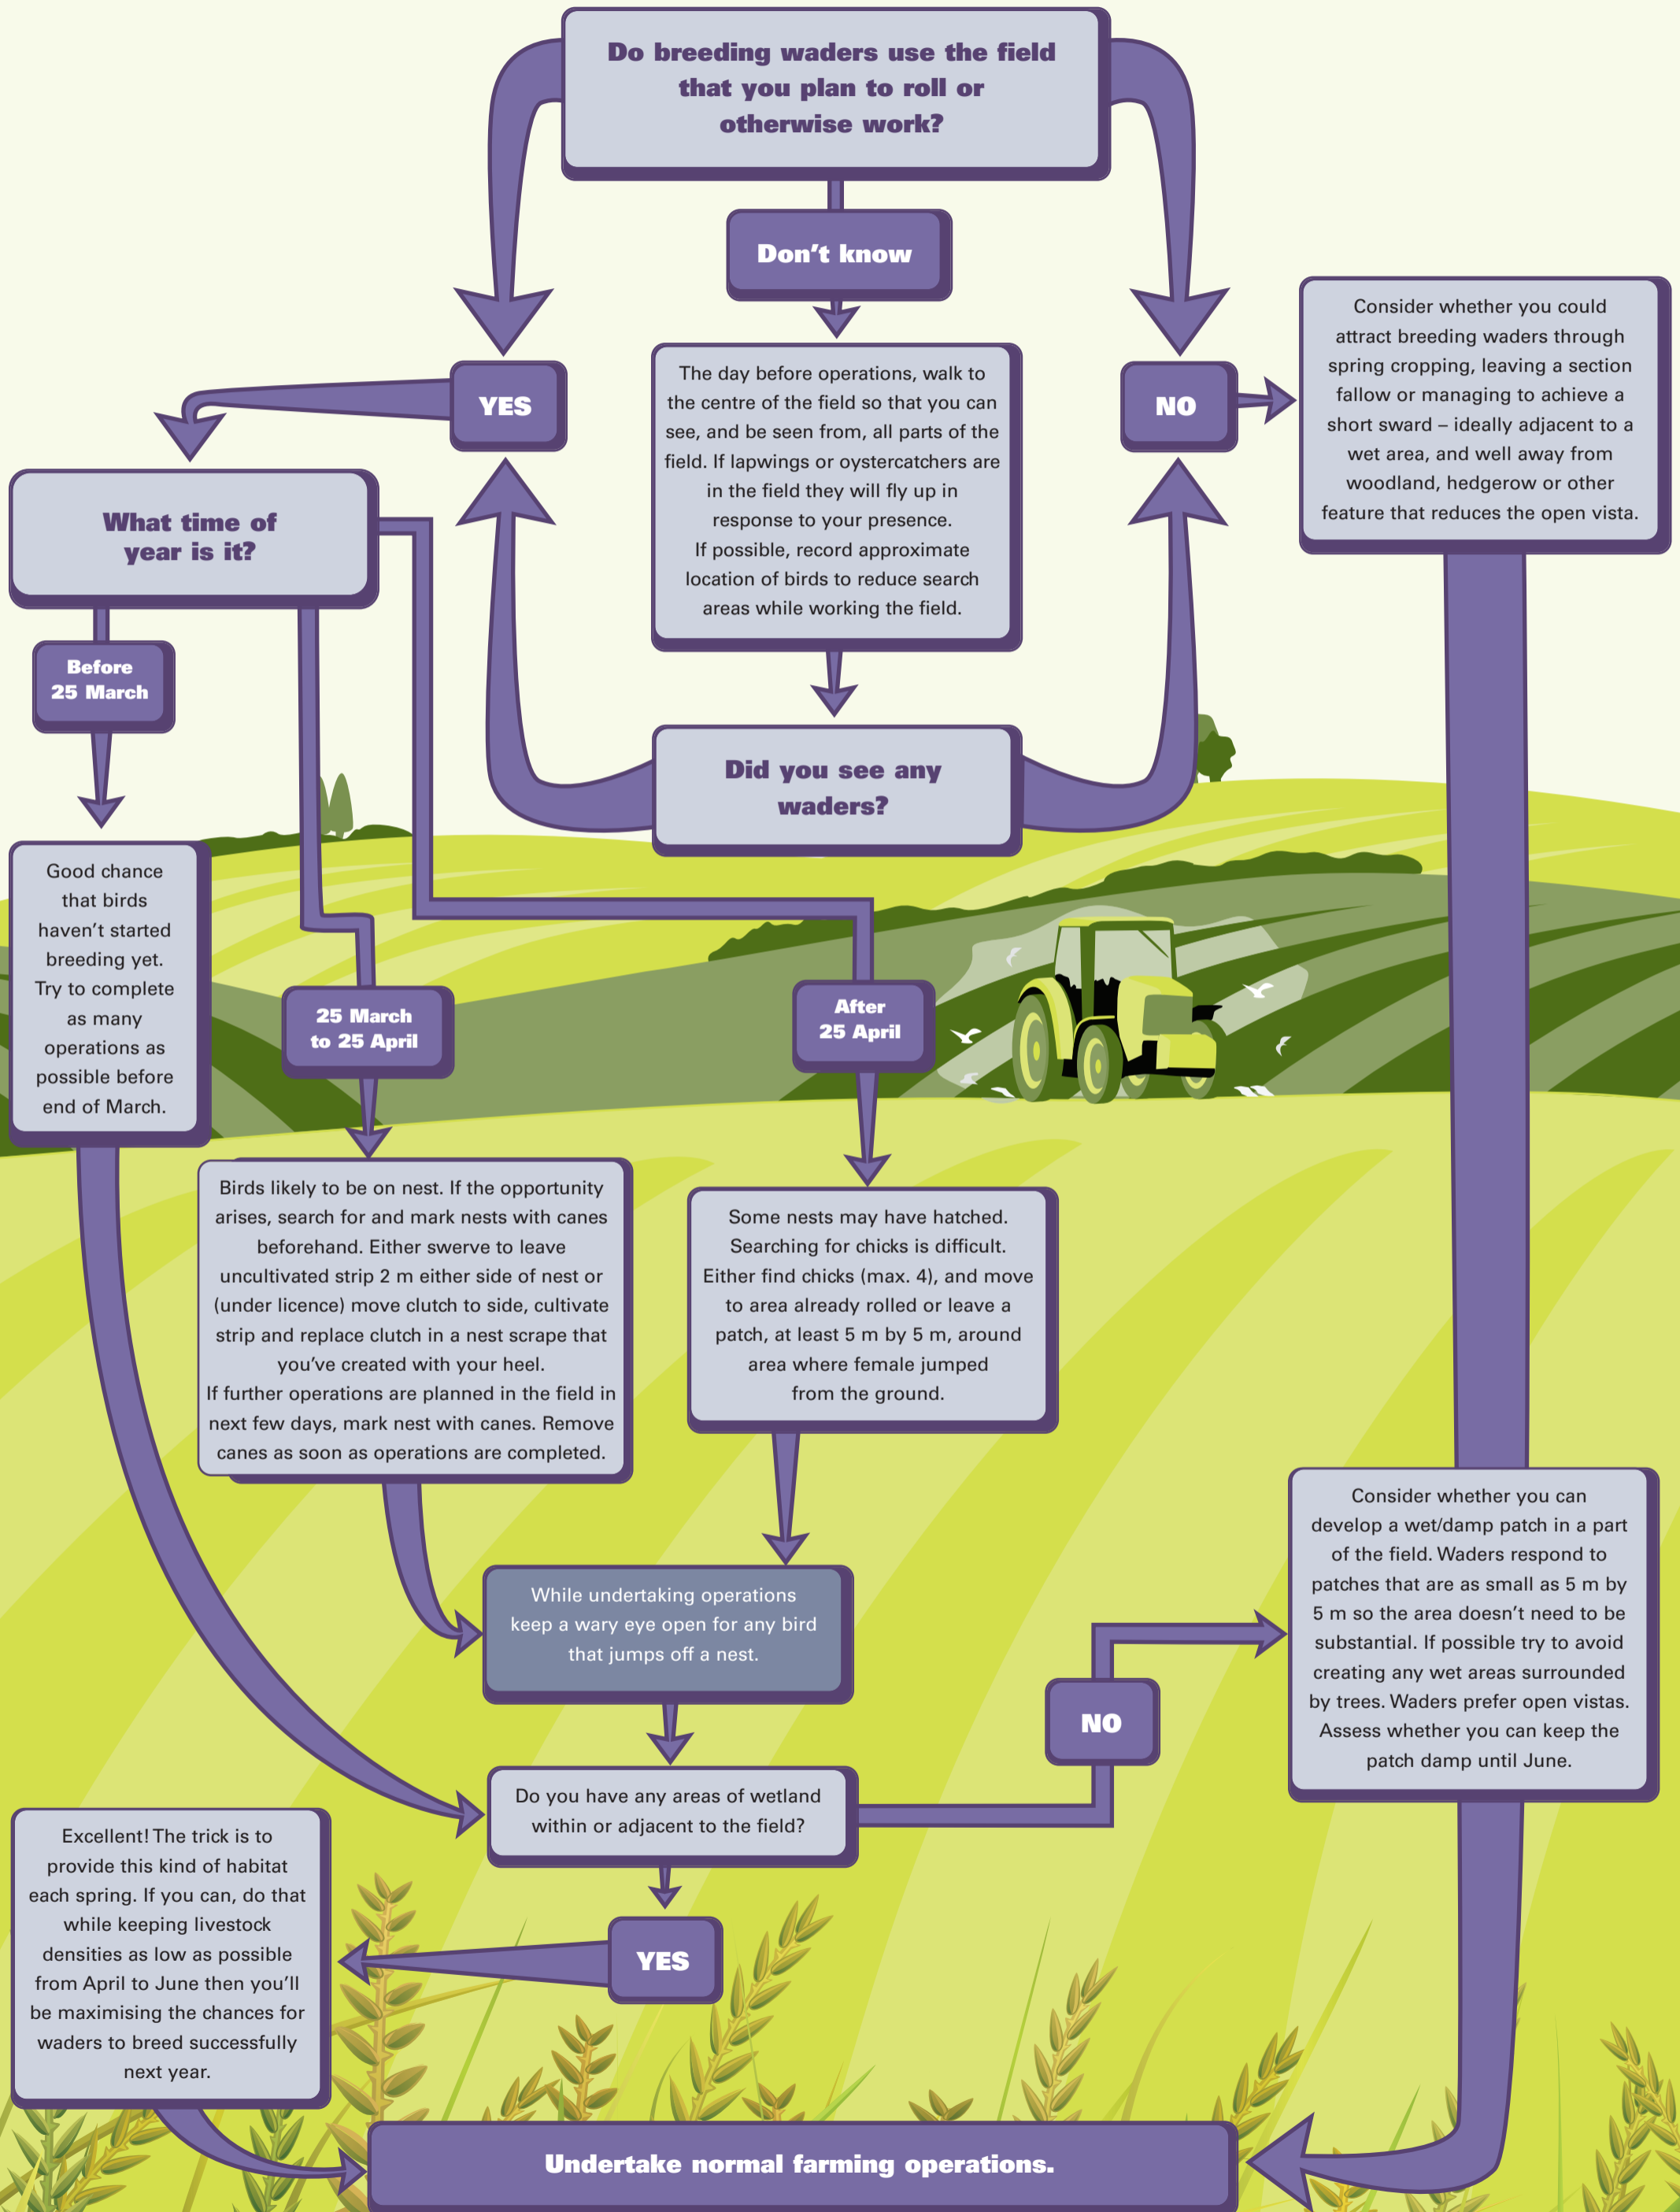 Do breeding waders use the field
that you plan to roll or
otherwise work?
Don't know
YES
The day before operations, walk to
the centre of the field so that you can
see, and be seen from, all parts of the
field. If lapwings or oystercatchers are
in the field they will fly up in
response to your presence.
If possible, record approximate
location of birds to reduce search
areas while working the field.
NO
Consider whether you could
attract breeding waders through
spring cropping, leaving a section
fallow or managing to achieve a
short sward – ideally adjacent to a
wet area, and well away from
woodland, hedgerow or other
feature that reduces the open vista.
What time of
year is it?
Before
25 March
Did you see any
waders?
Good chance
that birds
haven't started
breeding yet.
Try to complete
as many
operations as
possible before
end of March.
25 March
to 25 April
After
25 April
Birds likely to be on nest. If the opportunity
arises, search for and mark nests with canes
beforehand. Either swerve to leave
uncultivated strip 2 m either side of nest or
(under licence) move clutch to side, cultivate
strip and replace clutch in a nest scrape that
you've created with your heel.
If further operations are planned in the field in
next few days, mark nest with canes. Remove
canes as soon as operations are completed.
Some nests may have hatched.
Searching for chicks is difficult.
Either find chicks (max. 4), and move
to area already rolled or leave a
patch, at least 5 m by 5 m, around
area where female jumped
from the ground.
While undertaking operations
keep a wary eye open for any bird
that jumps off a nest.
Consider whether you can
develop a wet/damp patch in a part
of the field. Waders respond to
patches that are as small as 5 m by
5 m so the area doesn't need to be
substantial. If possible try to avoid
creating any wet areas surrounded
by trees. Waders prefer open vistas.
Assess whether you can keep the
patch damp until June.
NO
Do you have any areas of wetland
within or adjacent to the field?
Excellent! The trick is to
provide this kind of habitat
each spring. If you can, do that
while keeping livestock
densities as low as possible
from April to June then you'll
be maximising the chances for
waders to breed successfully
next year.
YES
Undertake normal farming operations.